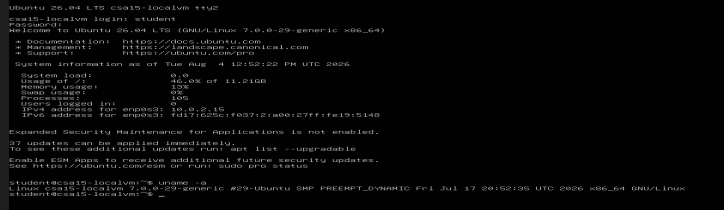 Ubuntu 26.04 LTS csa15-localvm tty2
csa15-localvm login: student
Password:
Welcome to Ubuntu 26.04 LTS (GNU/Linux 7.0.0-29-generic x86_64)
* Documentation: https://docs.ubuntu.com
* Management: https://landscape.canonical.com
* Support: https://ubuntu.com/pro
System information as of Tue Aug 4 12:52:22 PM UTC 2026
System load: 0.0
Usage of /: 46.0% of 11.21GB
Memory usage: 13%
Swap usage: 0%
Processes: 105
Users logged in: 0
IPv4 address for enp0s3: 10.0.2.15
IPv6 address for enp0s3: fd17:625c:f037:2:a00:27ff:fe19:5148
Expanded Security Maintenance for Applications is not enabled.
37 updates can be applied immediately.
To see these additional updates run: apt list --upgradable
Enable ESM Apps to receive additional future security updates.
See https://ubuntu.com/esm or run: sudo pro status
student@csa15-localvm:~$ uname -a
Linux csa15-localvm 7.0.0-29-generic #29-Ubuntu SMP PREEMPT_DYNAMIC Fri Jul 17 20:52:35 UTC 2026 x86_64 GNU/Linux
student@csa15-localvm:~$ _